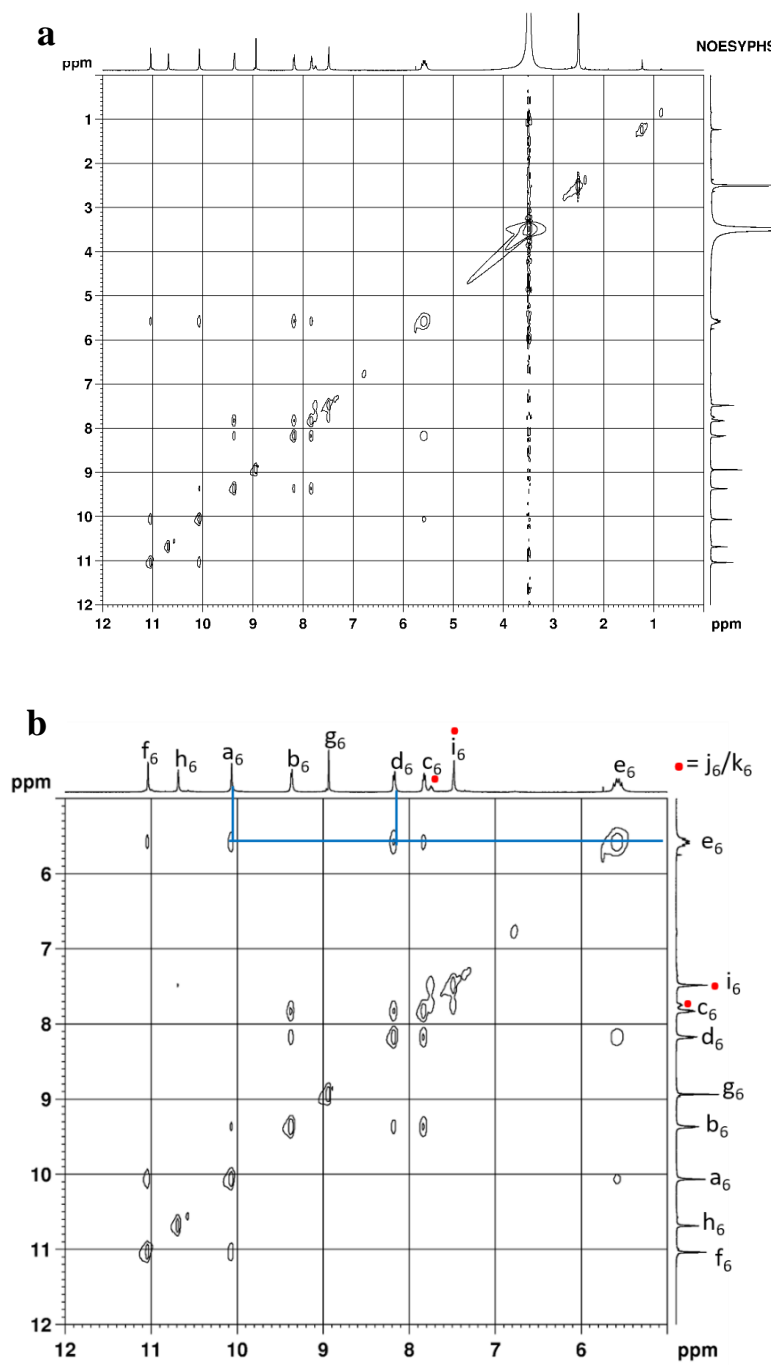 a
NOESYPHS
ppm
1
2
3
4
5
6
7
8
9
10
11
12
12 11 10 9 8 7 6 5 4 3 2 1 ppm
b
f₆ h₆ a₆ b₆ g₆ d₆ c₆ i₆ e₆ = j₆/k₆
ppm
e₆
6
7
i₆
8 c₆
d₆
9 g₆
b₆
10 a₆
h₆
11 f₆
12
12 11 10 9 8 7 6 ppm